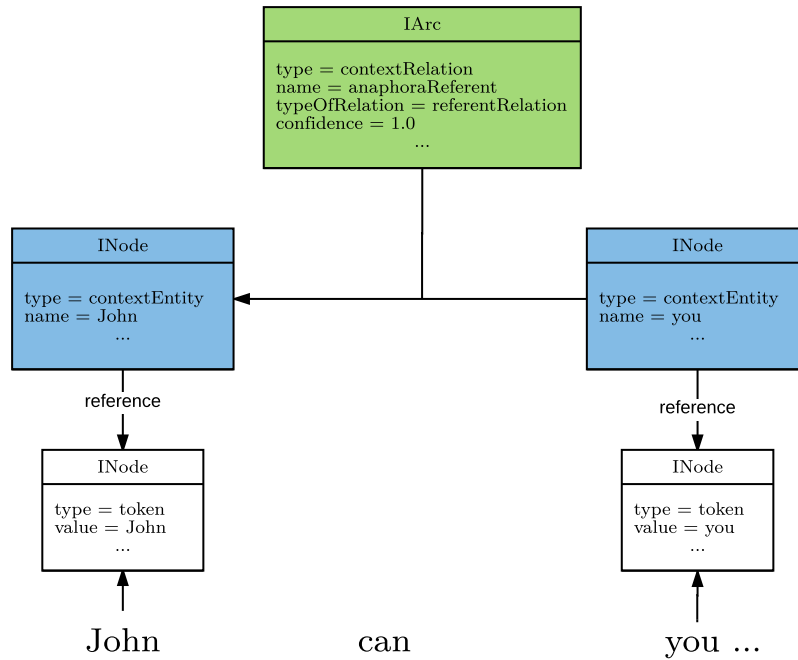 IArc
type = contextRelation
name = anaphoraReferent
typeOfRelation = referentRelation
confidence = 1.0
...
INode
type = contextEntity
name = John
...
INode
type = contextEntity
name = you
...
reference
reference
INode
type = token
value = John
...
INode
type = token
value = you
...
John can you ...